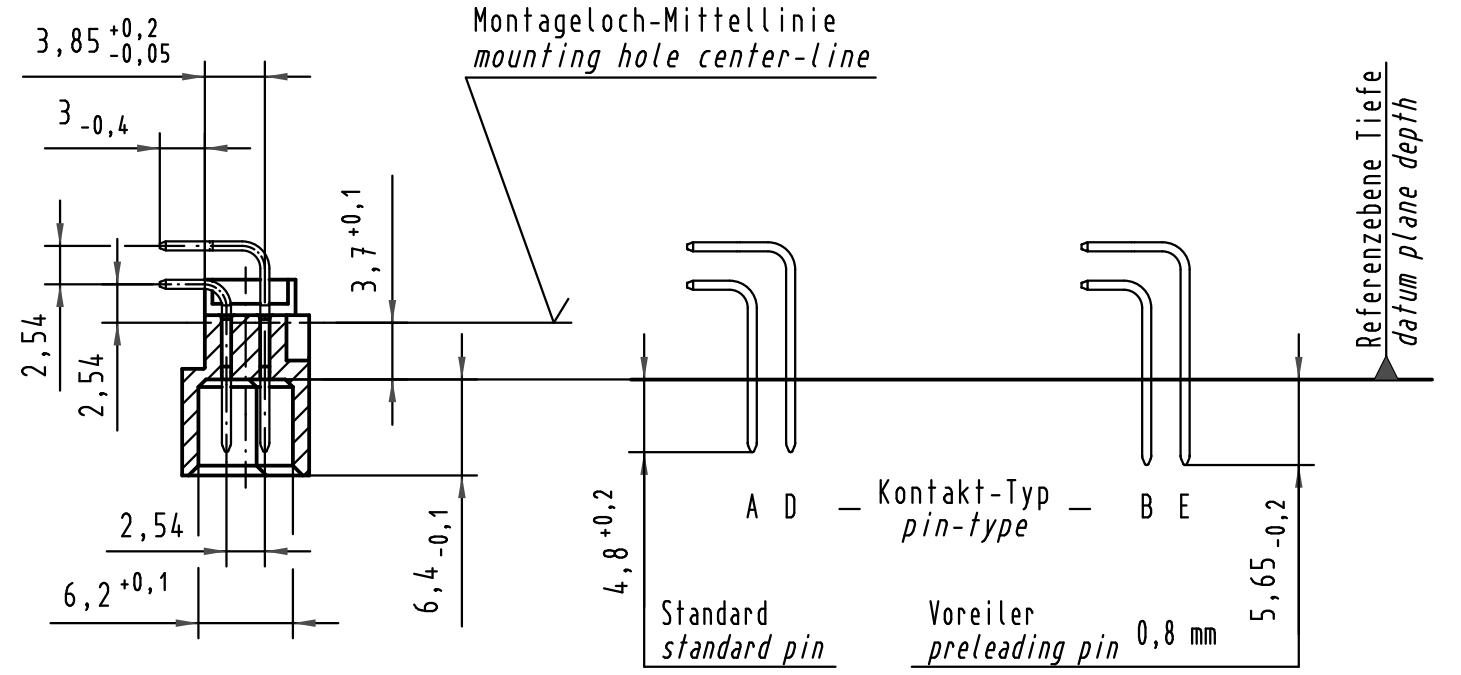 Montageloch-Mittellinie
mounting hole center-line
3,85 +0,2 -0,05
3 -0,4
3,7 +0,1
2,54
2,54
Referenzebene Tiefe
datum plane depth
A D – Kontakt-Typ – B E
pin-type
2,54
6,2 +0,1
6,4 -0,1
4,8 +0,2
5,65 -0,2
Standard
standard pin
Voreiler
preleading pin 0,8 mm